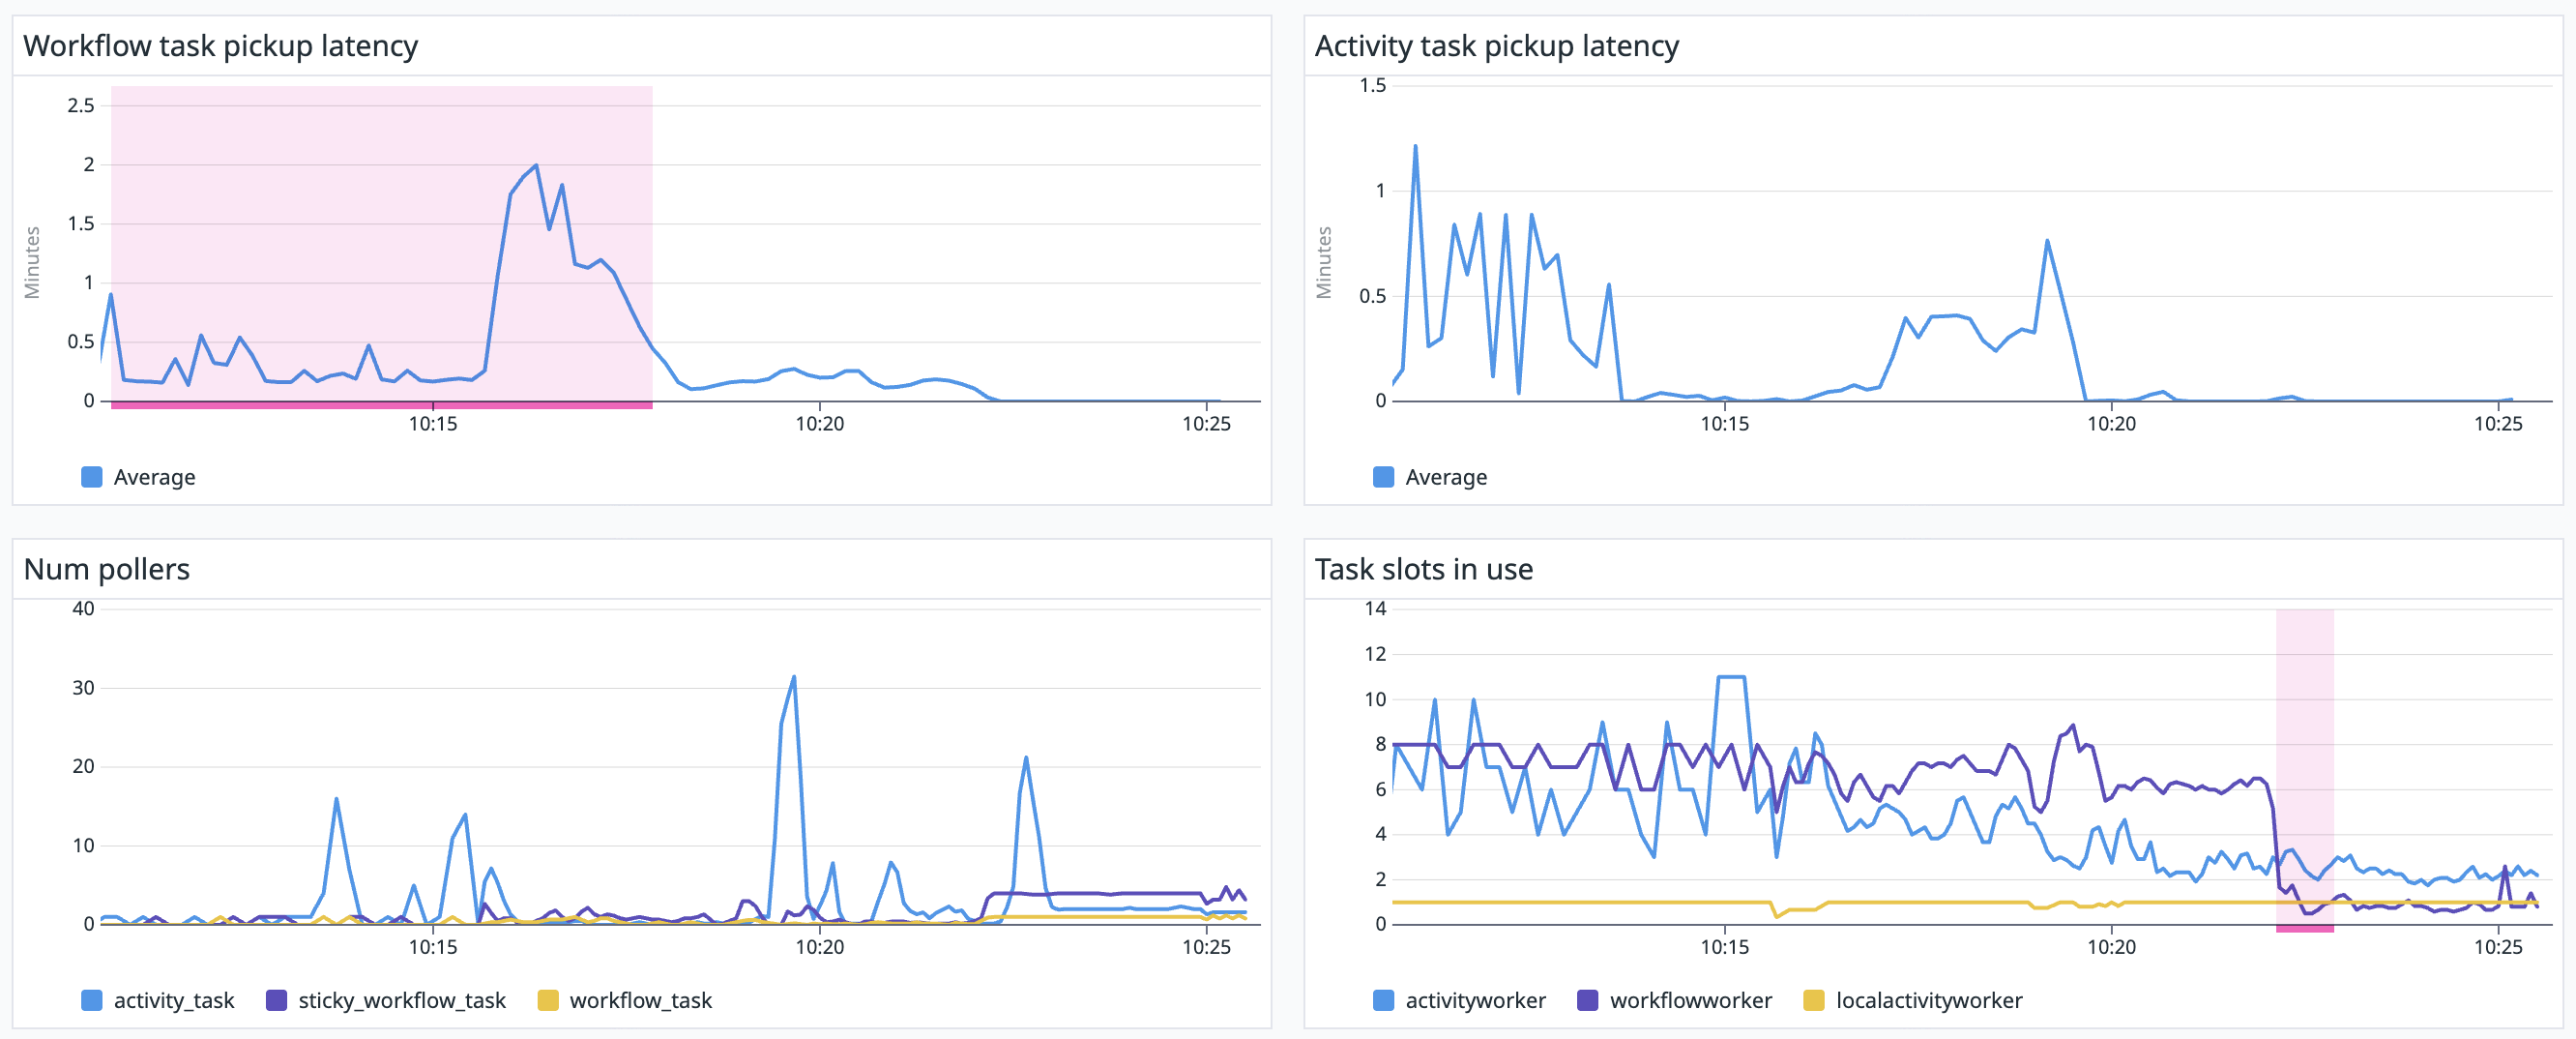 Workflow task pickup latency
Minutes
2.5
2
1.5
1
0.5
0
10:15 10:20 10:25
Average
Activity task pickup latency
Minutes
1.5
1
0.5
0
10:15 10:20 10:25
Average
Num pollers
40
30
20
10
0
10:15 10:20 10:25
activity_task sticky_workflow_task workflow_task
Task slots in use
14
12
10
8
6
4
2
0
10:15 10:20 10:25
activityworker workflowworker localactivityworker